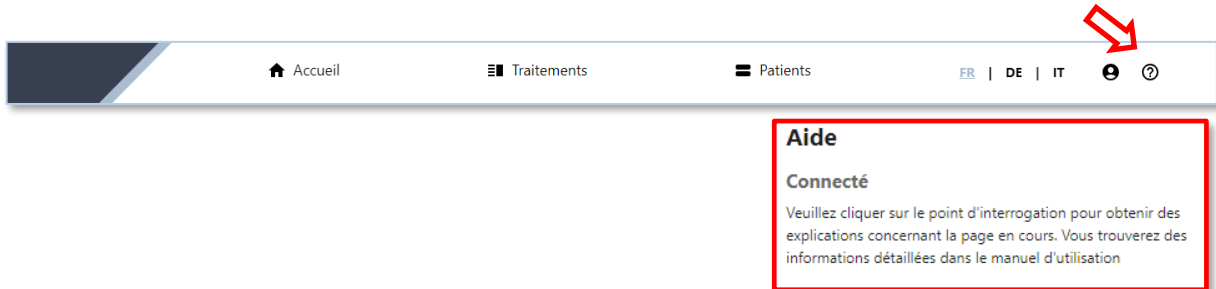 Accueil Traitements Patients FR | DE | IT
Aide
Connecté
Veuillez cliquer sur le point d'interrogation pour obtenir des
explications concernant la page en cours. Vous trouverez des
informations détaillées dans le manuel d'utilisation